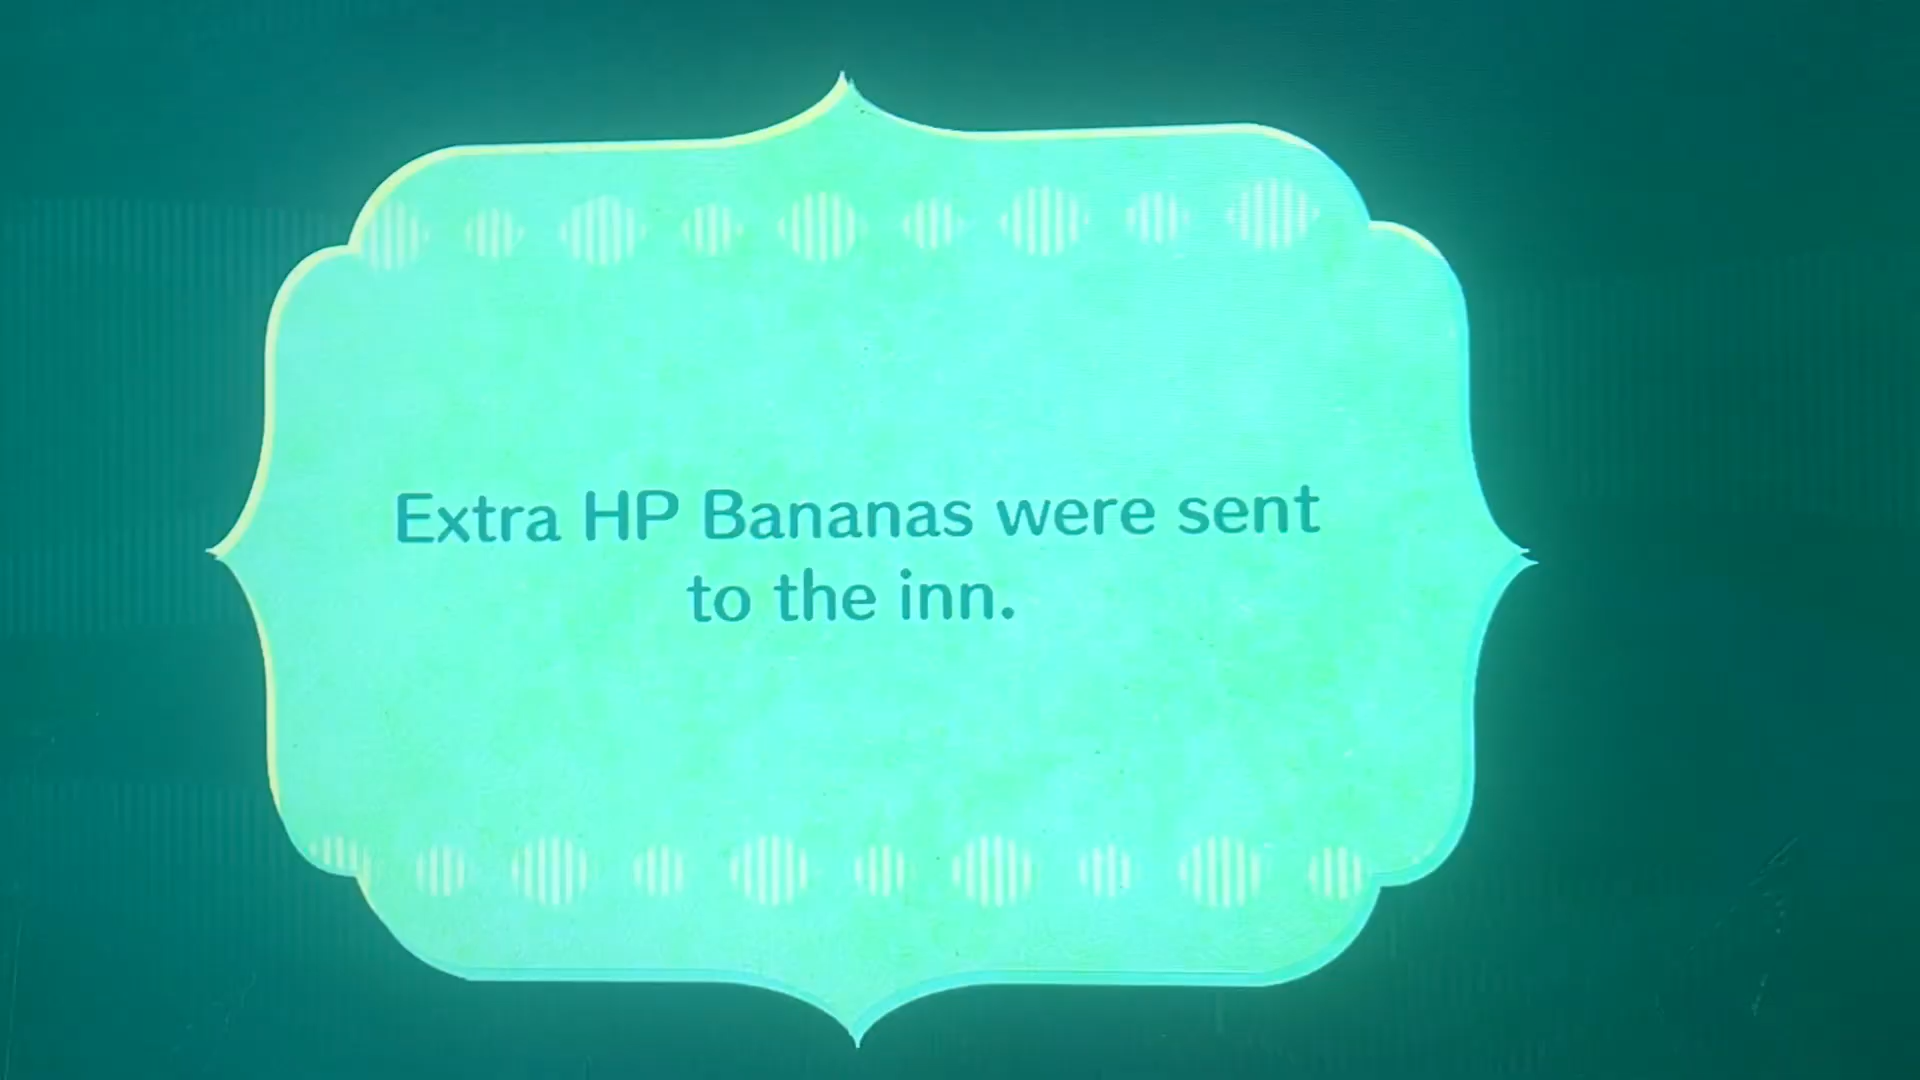 Extra HP Bananas were sent
to the inn.